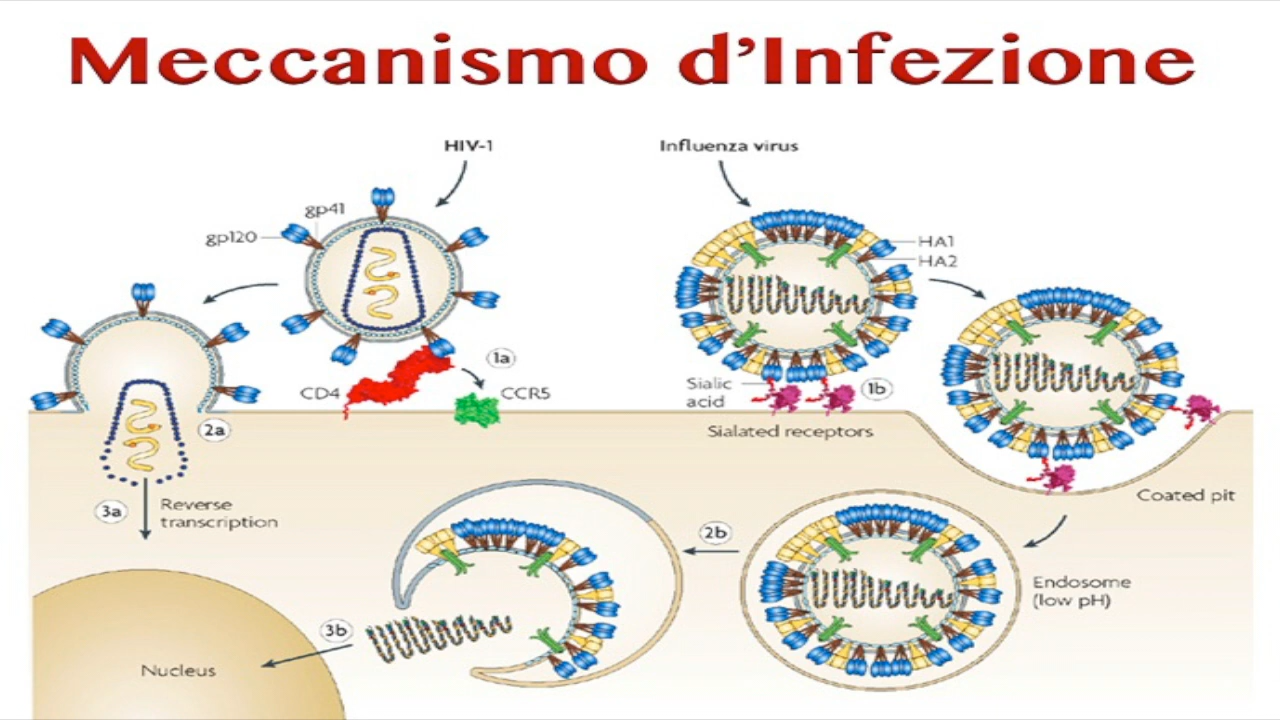 Meccanismo d'Infezione
HIV-1
Influenza virus
gp41
gp120
HA1
HA2
1a
CD4
CCR5
Sialic
acid
1b
Sialated receptors
2a
Coated pit
3a
Reverse
transcription
2b
Endosome
(low pH)
3b
Nucleus